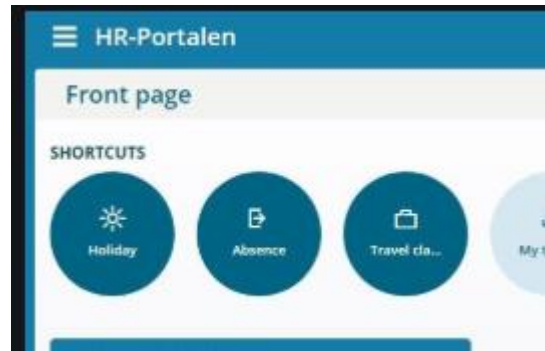 HR-Portalen
Front page
SHORTCUTS
Holiday
Absence
Travel cla...
My